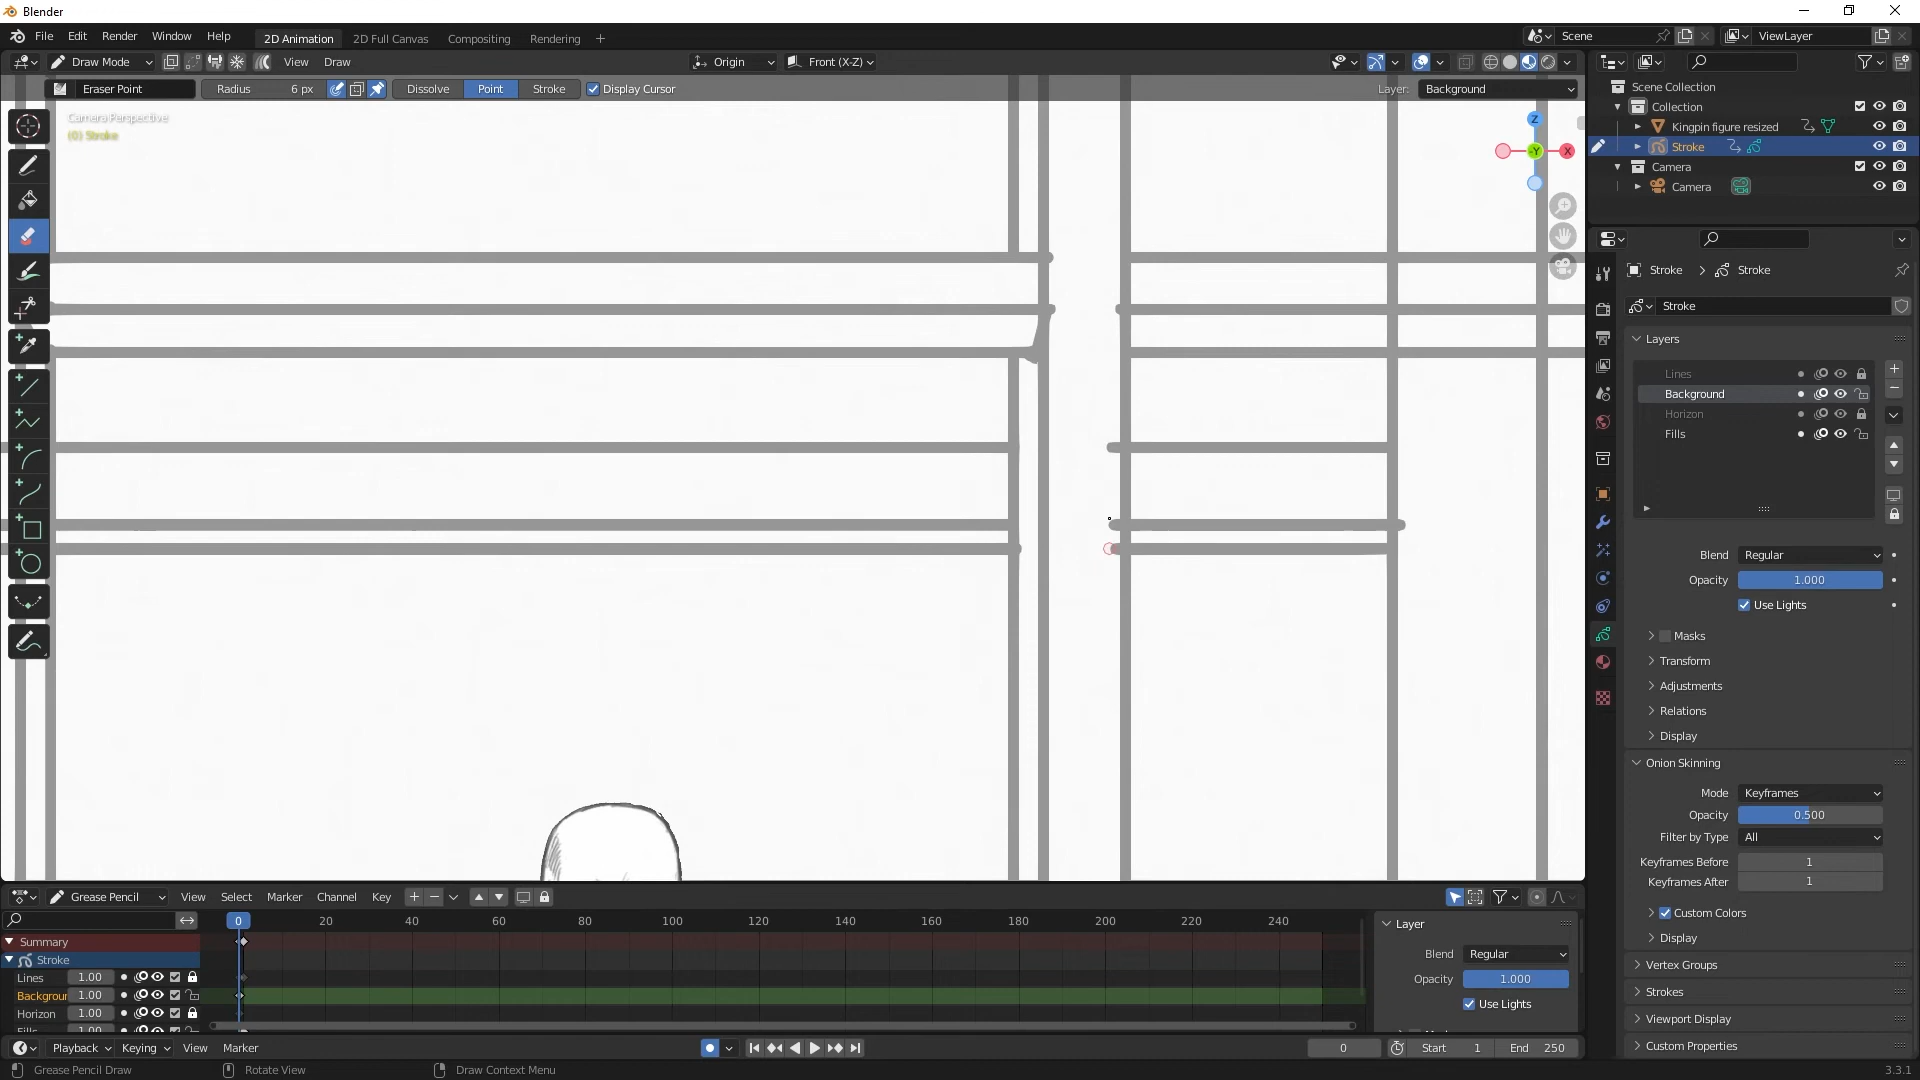 Blender
File Edit Render Window Help 2D Animation 2D Full Canvas Compositing Rendering + Scene ViewLayer
Draw Mode View Draw Origin Front (X-Z)
Eraser Point Radius 6 px Dissolve Point Stroke Display Cursor Layer: Background
Camera Perspective
(0) Stroke
Z
-Y X
Scene Collection
Collection
Kingpin figure resized
Stroke
Camera
Camera
Stroke > Stroke
Stroke
Layers
Lines
Background
Horizon
Fills
Blend Regular
Opacity 1.000
Use Lights
Masks
Transform
Adjustments
Relations
Display
Onion Skinning
Mode Keyframes
Opacity 0.500
Filter by Type All
Keyframes Before 1
Keyframes After 1
Custom Colors
Display
Vertex Groups
Strokes
Viewport Display
Custom Properties
Grease Pencil View Select Marker Channel Key
0 20 40 60 80 100 120 140 160 180 200 220 240
Summary
Stroke
Lines 1.00
Backgrour 1.00
Horizon 1.00
Layer
Blend Regular
Opacity 1.000
Use Lights
Playback Keying View Marker 0 Start 1 End 250
Grease Pencil Draw Rotate View Draw Context Menu 3.3.1